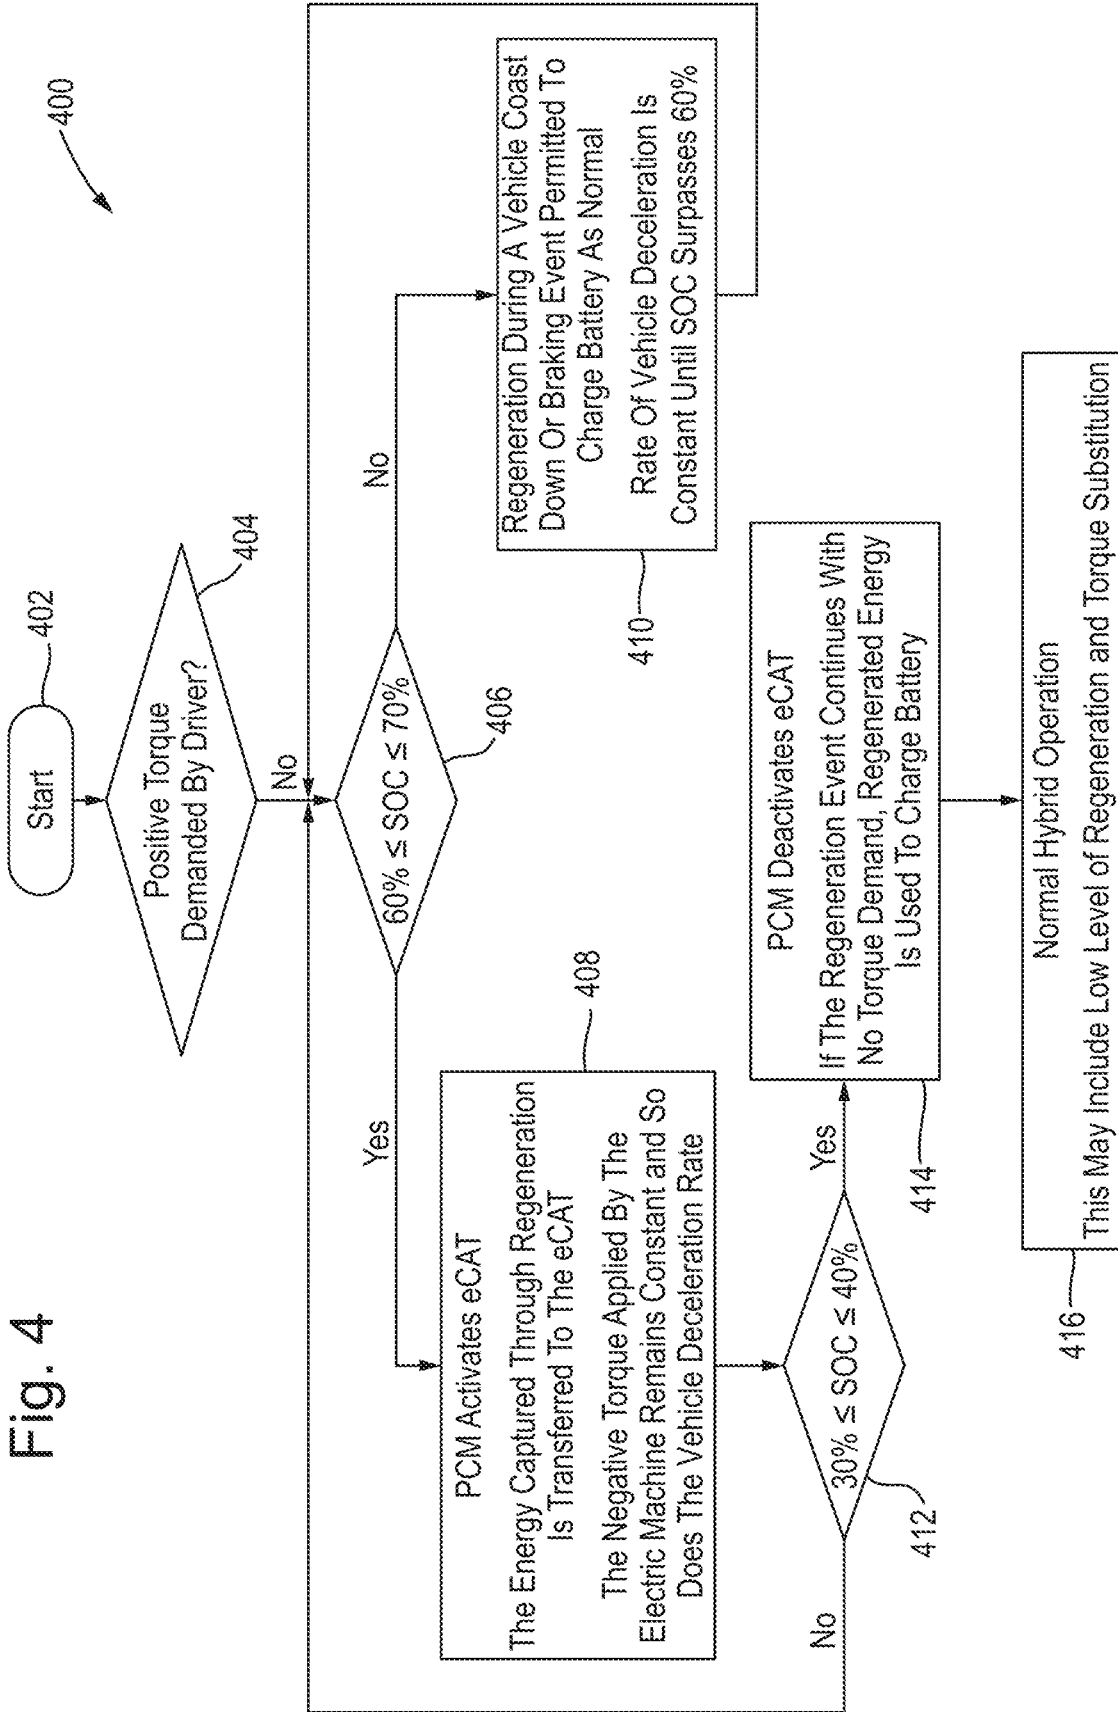 Fig. 4
400
Start
402
Positive Torque
Demanded By Driver?
404
No
60% ≤ SOC ≤ 70%
406
Yes
No
PCM Activates eCAT
The Energy Captured Through Regeneration
Is Transferred To The eCAT
The Negative Torque Applied By The
Electric Machine Remains Constant and So
Does The Vehicle Deceleration Rate
408
Regeneration During A Vehicle Coast
Down Or Braking Event Permitted To
Charge Battery As Normal
Rate Of Vehicle Deceleration Is
Constant Until SOC Surpasses 60%
410
30% ≤ SOC ≤ 40%
412
No
Yes
PCM Deactivates eCAT
If The Regeneration Event Continues With
No Torque Demand, Regenerated Energy
Is Used To Charge Battery
414
Normal Hybrid Operation
This May Include Low Level of Regeneration and Torque Substitution
416